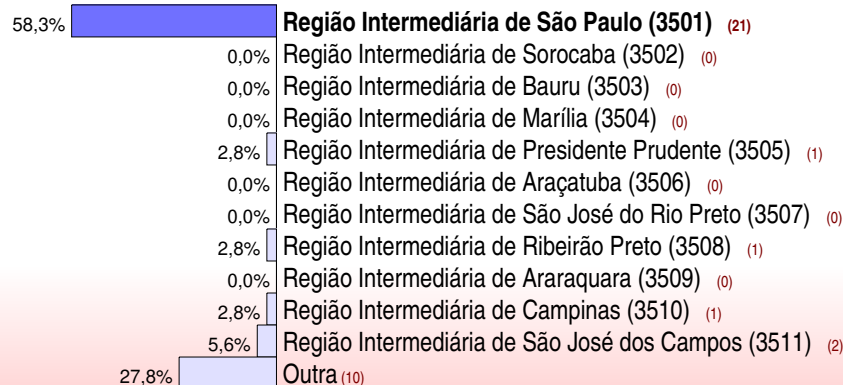 58,3% Região Intermediária de São Paulo (3501) (21)
0,0% Região Intermediária de Sorocaba (3502) (0)
0,0% Região Intermediária de Bauru (3503) (0)
0,0% Região Intermediária de Marília (3504) (0)
2,8% Região Intermediária de Presidente Prudente (3505) (1)
0,0% Região Intermediária de Araçatuba (3506) (0)
0,0% Região Intermediária de São José do Rio Preto (3507) (0)
2,8% Região Intermediária de Ribeirão Preto (3508) (1)
0,0% Região Intermediária de Araraquara (3509) (0)
2,8% Região Intermediária de Campinas (3510) (1)
5,6% Região Intermediária de São José dos Campos (3511) (2)
27,8% Outra (10)